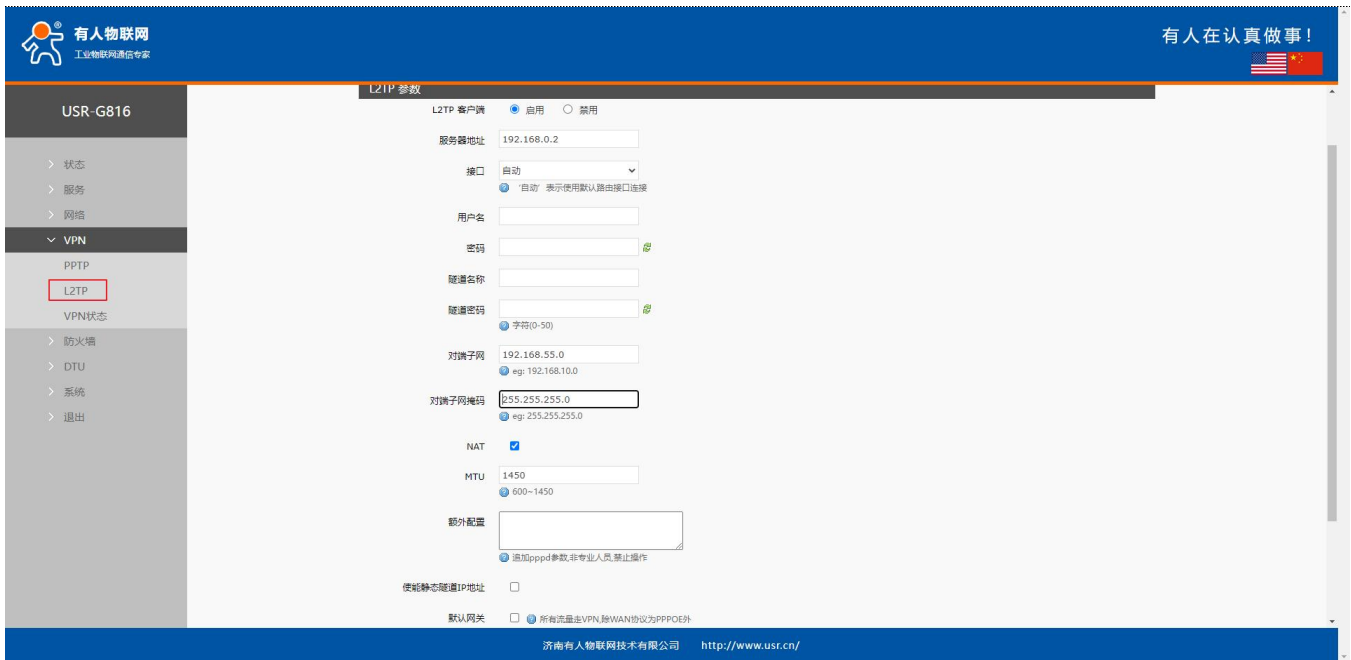 有人物联网
®
工业物联网通信专家
有人在认真做事！
USR-G816
状态
服务
网络
VPN
PPTP
L2TP
VPN状态
防火墙
DTU
系统
退出
L2TP 参数
L2TP 客户端 启用 禁用
服务器地址 192.168.0.2
接口 自动
‘自动’ 表示使用默认路由接口连接
用户名
密码
隧道名称
隧道密码
字符(0-50)
对端子网 192.168.55.0
eg: 192.168.10.0
对端子网掩码 255.255.255.0
eg: 255.255.255.0
NAT
MTU 1450
600~1450
额外配置
追加pppd参数,非专业人员,禁止操作
使能静态隧道IP地址
默认网关 所有流量走VPN,除WAN协议为PPPOE外
济南有人物联网技术有限公司 http://www.usr.cn/